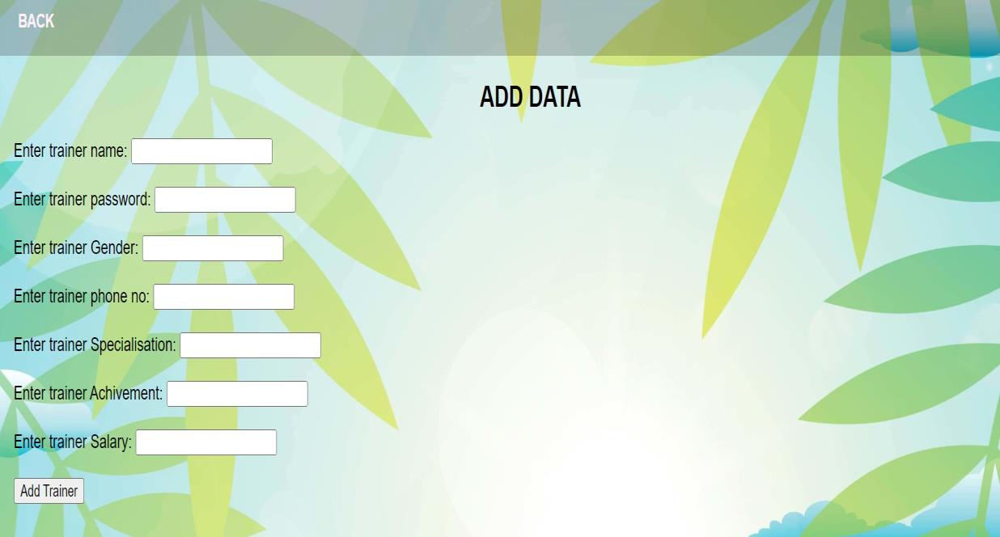 BACK
ADD DATA
Enter trainer name:
Enter trainer password:
Enter trainer Gender:
Enter trainer phone no:
Enter trainer Specialisation:
Enter trainer Achivement:
Enter trainer Salary:
Add Trainer